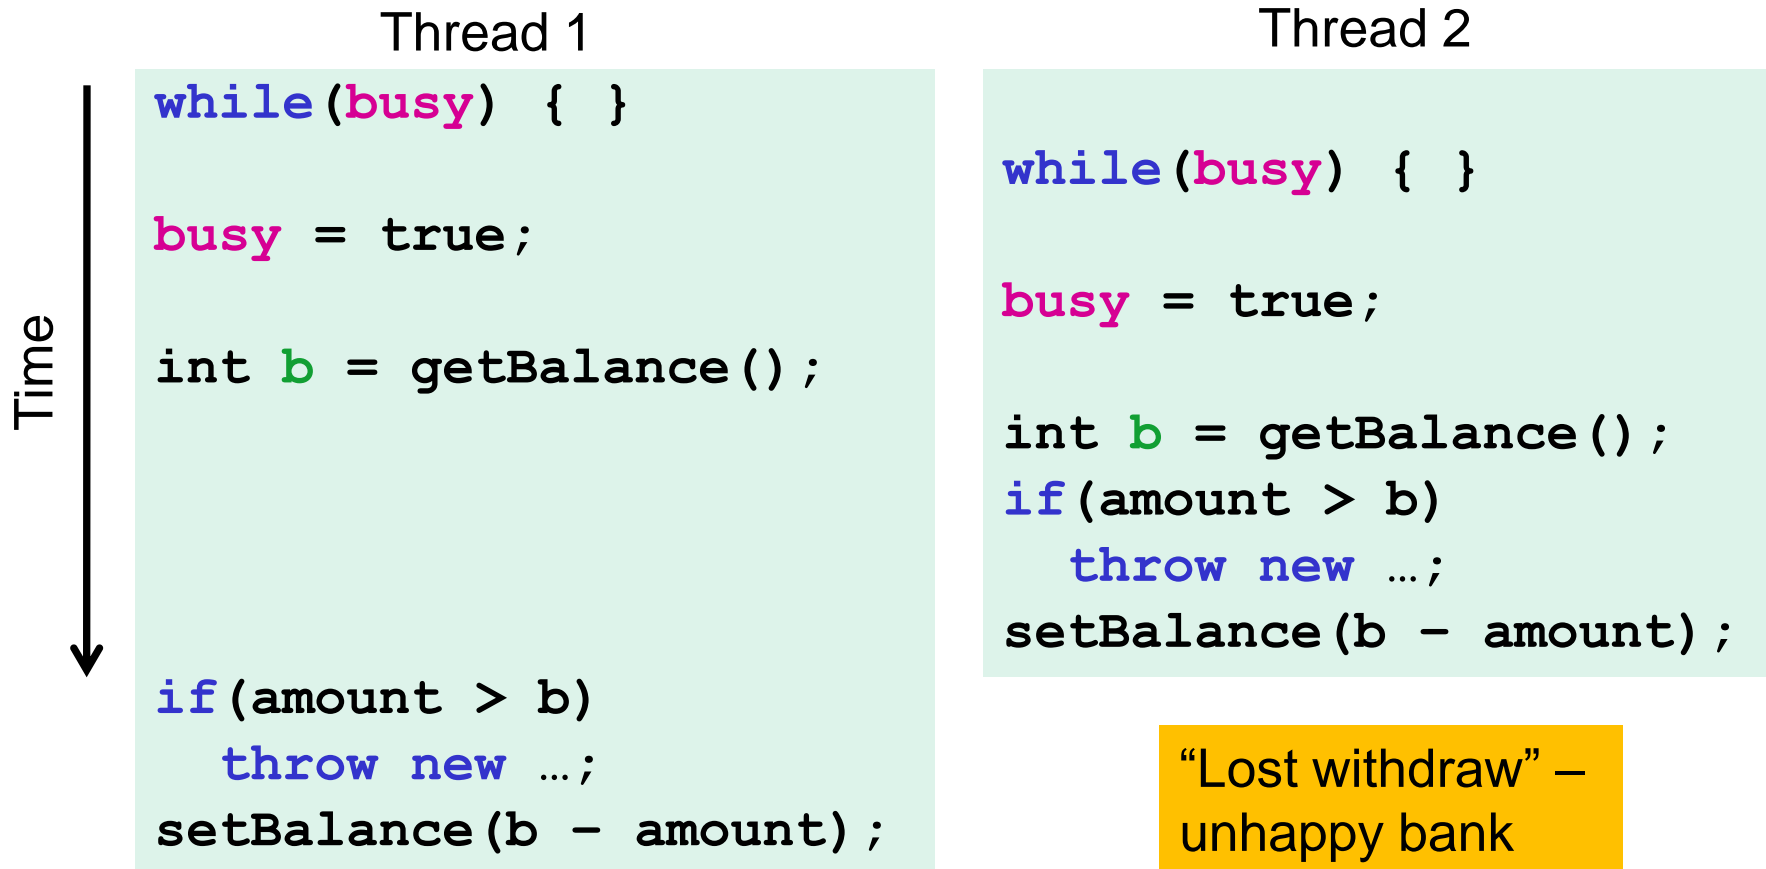 Thread 1
while(busy) { }
busy = true;
int b = getBalance();
if(amount > b)
  throw new …;
setBalance(b – amount);
Thread 2
while(busy) { }
busy = true;
int b = getBalance();
if(amount > b)
  throw new …;
setBalance(b – amount);
Time
“Lost withdraw” –
unhappy bank